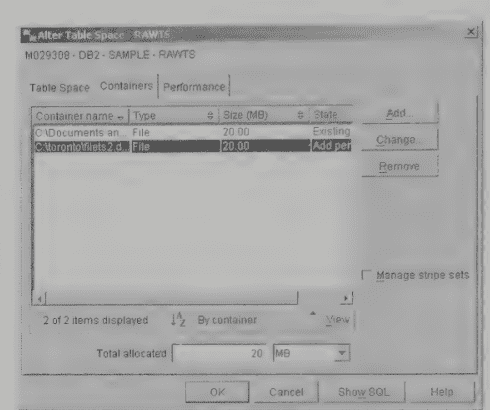 Alter Table Space - RAWTS
M029308 - DB2 - SAMPLE - RAWTS
Table Space Containers Performance
Container name Type Size (MB) State
C:\Documents an... File 20.00 Existing
C:\toronto\filets2.d... File 20.00 Add per
Add...
Change...
Remove
Manage stripe sets
2 of 2 items displayed By container View
Total allocated 20 MB
OK Cancel Show SQL Help